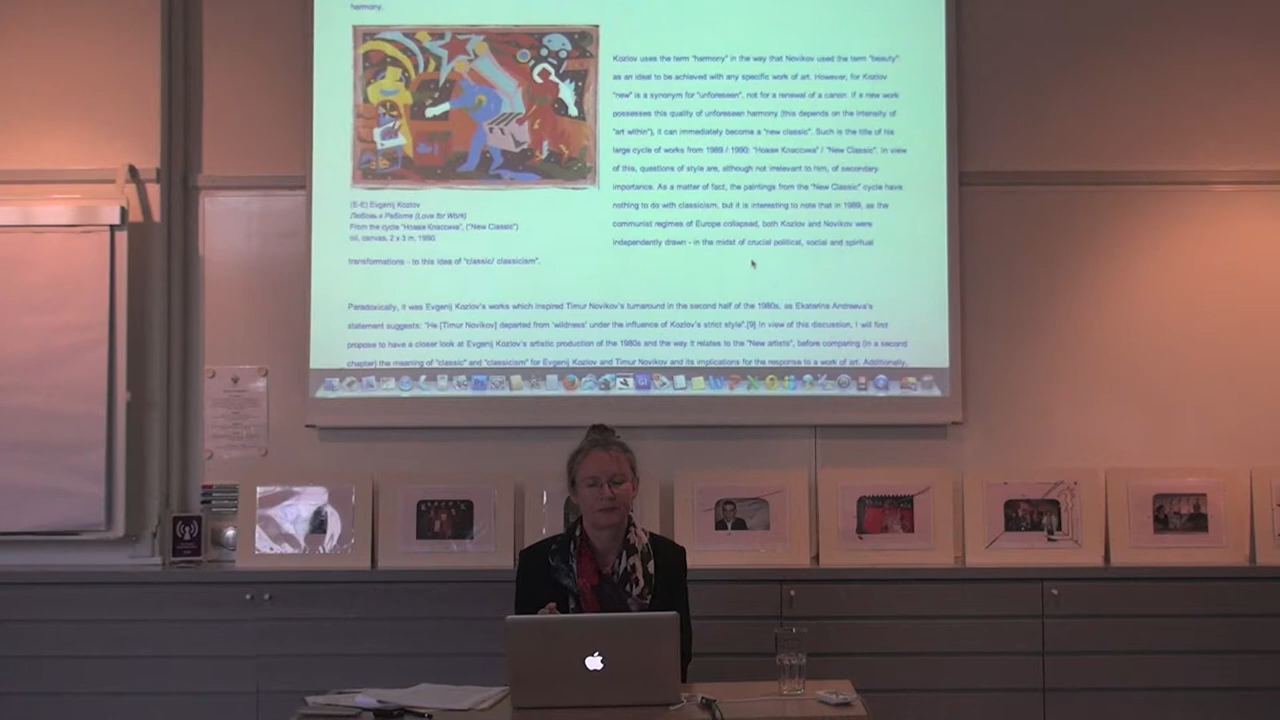 harmony.
Kozlov uses the term "harmony" in the way that Novikov used the term "beauty":
as an ideal to be achieved with any specific work of art. However, for Kozlov
"new" is a synonym for "unforeseen", not for a renewal of a canon. If a new work
possesses this quality of unforeseen harmony (this depends on the intensity of
"art within"), it can immediately become a "new classic". Such is the title of his
large cycle of works from 1989 / 1990: "Новая Классика" / "New Classic". In view
of this, questions of style are, although not irrelevant to him, of secondary
importance. As a matter of fact, the paintings from the "New Classic" cycle have
nothing to do with classicism, but it is interesting to note that in 1989, as the
communist regimes of Europe collapsed, both Kozlov and Novikov were
independently drawn - in the midst of crucial political, social and spiritual
transformations - to this idea of "classic/ classicism".
(E-E) Evgenij Kozlov
Любовь к Работе (Love for Work)
From the cycle "Новая Классика", ("New Classic")
oil, canvas, 2 x 3 m, 1990
Paradoxically, it was Evgenij Kozlov's works which inspired Timur Novikov's turnaround in the second half of the 1980s, as Ekaterina Andreeva's
statement suggests: "He [Timur Novikov] departed from 'wildness' under the influence of Kozlov's strict style".[9] In view of this discussion, I will first
propose to have a closer look at Evgenij Kozlov's artistic production of the 1980s and the way it relates to the "New artists", before comparing (in a second
chapter) the meaning of "classic" and "classicism" for Evgenij Kozlov and Timur Novikov and its implications for the response to a work of art. Additionally,